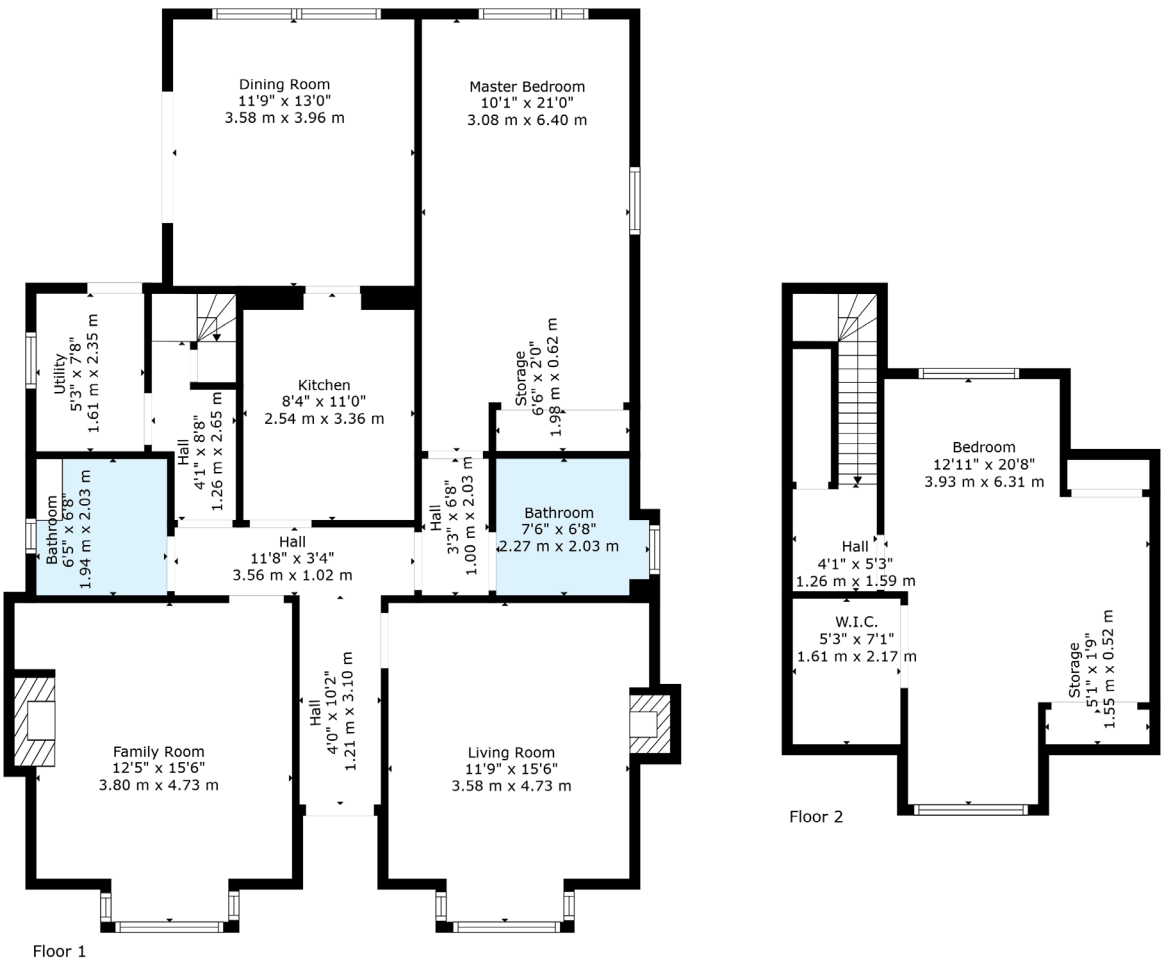 Dining Room
11'9" x 13'0"
3.58 m x 3.96 m
Master Bedroom
10'1" x 21'0"
3.08 m x 6.40 m
Utility
5'3" x 7'8"
1.61 m x 2.35 m
Hall
4'1" x 8'8"
1.26 m x 2.65 m
Kitchen
8'4" x 11'0"
2.54 m x 3.36 m
Storage
6'6" x 2'0"
1.98 m x 0.62 m
Bathroom
6'5" x 6'8"
1.94 m x 2.03 m
Hall
11'8" x 3'4"
3.56 m x 1.02 m
Hall
3'3" x 6'8"
1.00 m x 2.03 m
Bathroom
7'6" x 6'8"
2.27 m x 2.03 m
Family Room
12'5" x 15'6"
3.80 m x 4.73 m
Hall
4'0" x 10'2"
1.21 m x 3.10 m
Living Room
11'9" x 15'6"
3.58 m x 4.73 m
Floor 1
Bedroom
12'11" x 20'8"
3.93 m x 6.31 m
Hall
4'1" x 5'3"
1.26 m x 1.59 m
W.I.C.
5'3" x 7'1"
1.61 m x 2.17 m
Storage
5'1" x 1'9"
1.55 m x 0.52 m
Floor 2